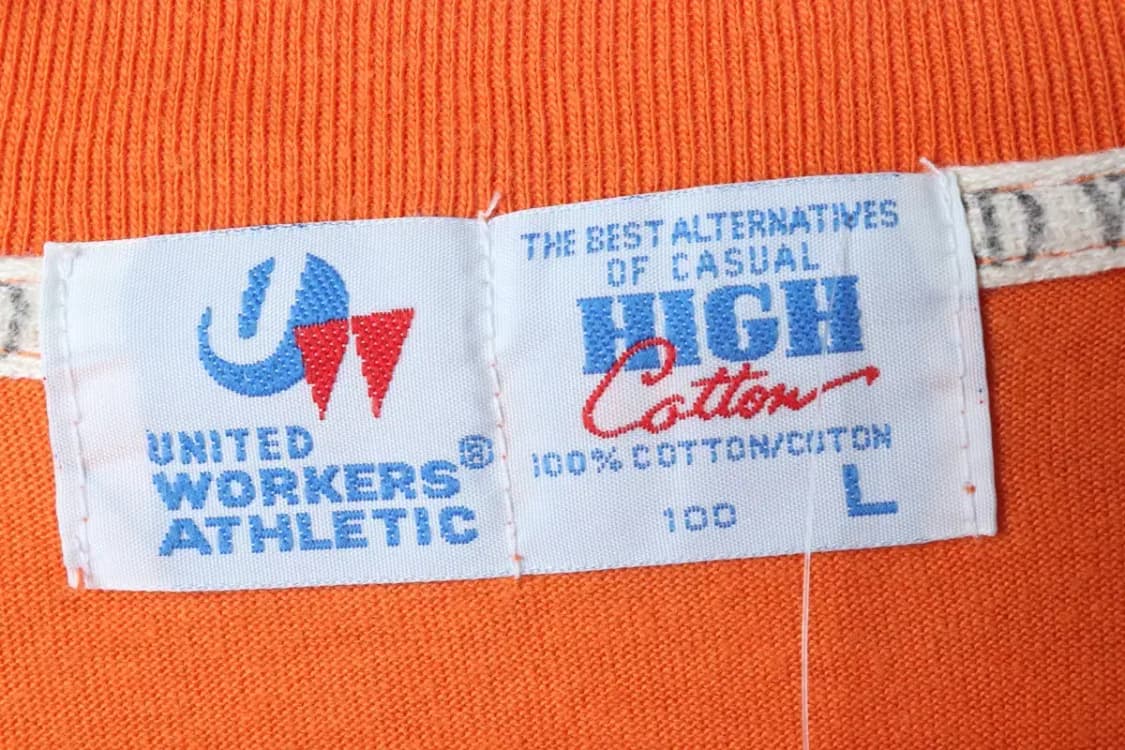 UNITED
WORKERS®
ATHLETIC
THE BEST ALTERNATIVES
OF CASUAL
HIGH
Cotton
100% COTTON/COTON
100
L